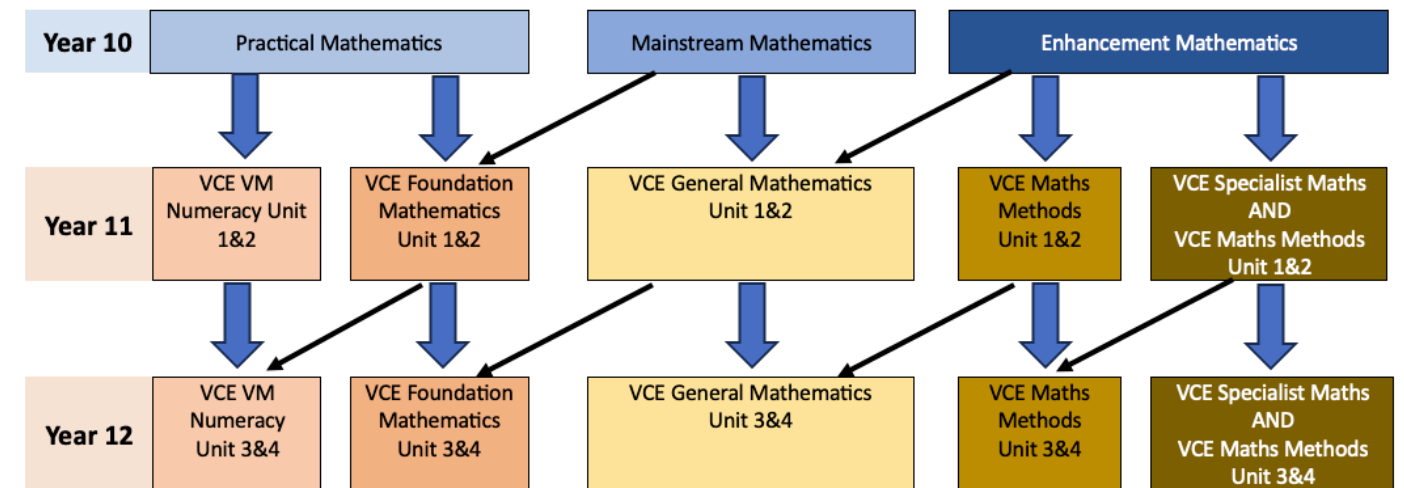 Year 10
Practical Mathematics
Mainstream Mathematics
Enhancement Mathematics
Year 11
VCE VM
Numeracy Unit
1&2
VCE Foundation
Mathematics
Unit 1&2
VCE General Mathematics
Unit 1&2
VCE Maths
Methods
Unit 1&2
VCE Specialist Maths
AND
VCE Maths Methods
Unit 1&2
Year 12
VCE VM
Numeracy
Unit 3&4
VCE Foundation
Mathematics
Unit 3&4
VCE General Mathematics
Unit 3&4
VCE Maths
Methods
Unit 3&4
VCE Specialist Maths
AND
VCE Maths Methods
Unit 3&4